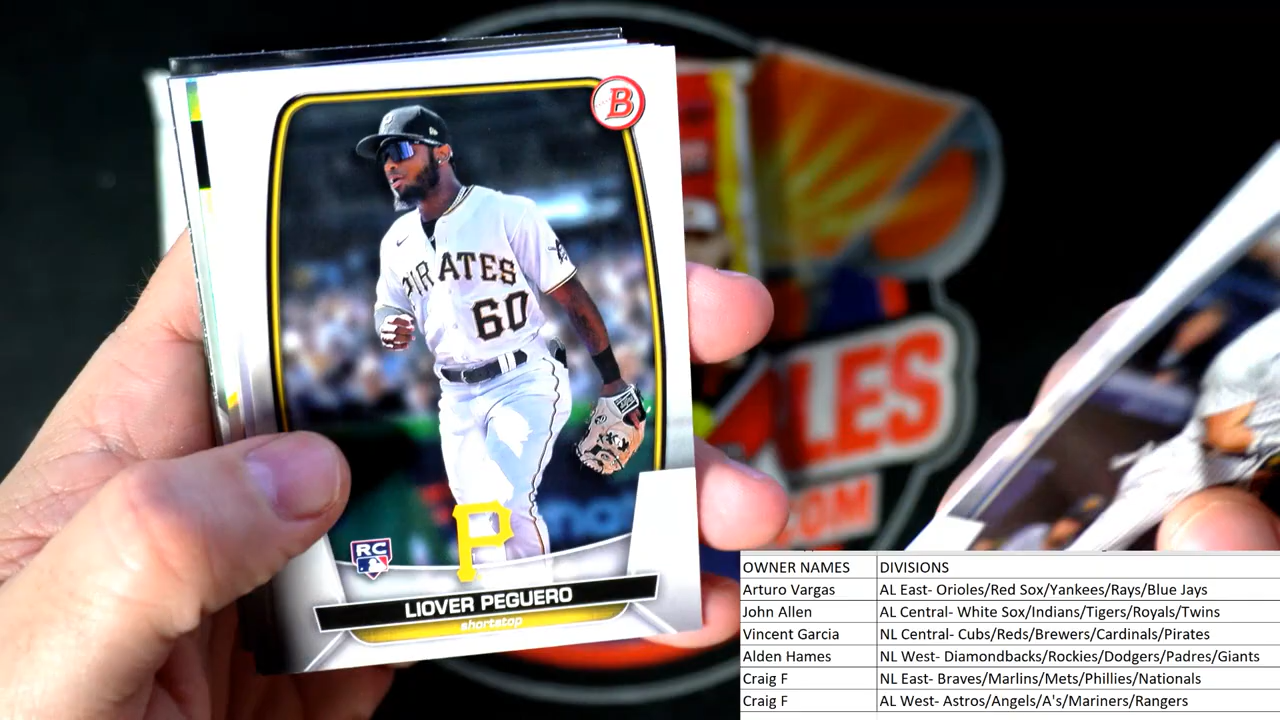 B
PIRATES
60
P
RC
LIOVER PEGUERO
shortstop
LES
.COM
OWNER NAMES DIVISIONS
Arturo Vargas AL East- Orioles/Red Sox/Yankees/Rays/Blue Jays
John Allen AL Central- White Sox/Indians/Tigers/Royals/Twins
Vincent Garcia NL Central- Cubs/Reds/Brewers/Cardinals/Pirates
Alden Hames NL West- Diamondbacks/Rockies/Dodgers/Padres/Giants
Craig F NL East- Braves/Marlins/Mets/Phillies/Nationals
Craig F AL West- Astros/Angels/A's/Mariners/Rangers